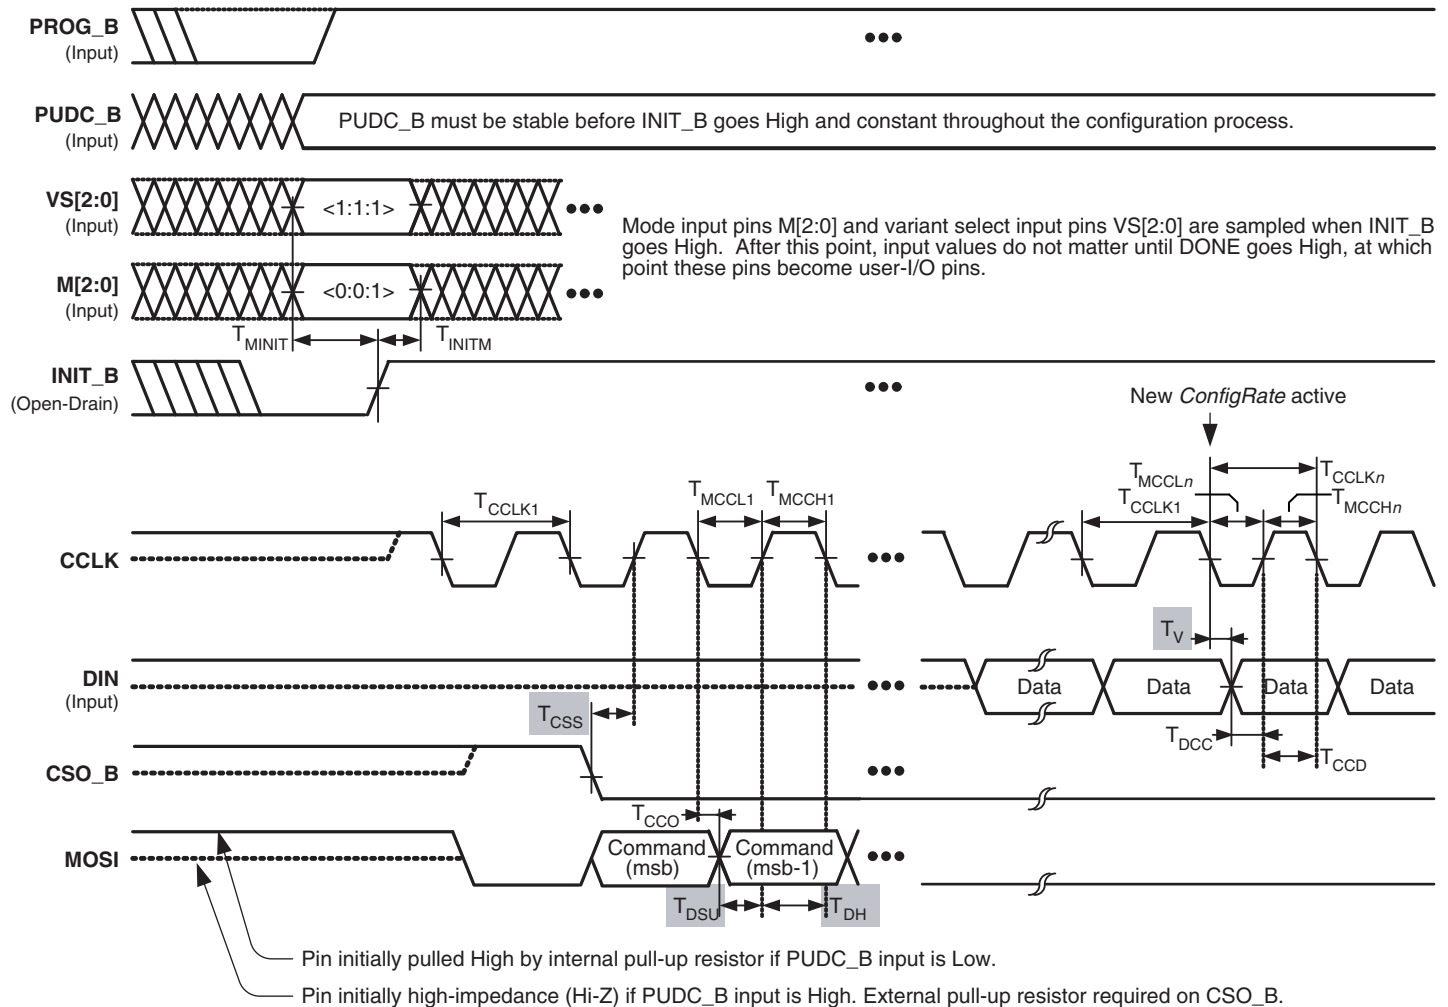 PROG_B
(Input)
PUDC_B
(Input)
PUDC_B must be stable before INIT_B goes High and constant throughout the configuration process.
VS[2:0]
(Input)
<1:1:1>
Mode input pins M[2:0] and variant select input pins VS[2:0] are sampled when INIT_B
goes High. After this point, input values do not matter until DONE goes High, at which
point these pins become user-I/O pins.
M[2:0]
(Input)
<0:0:1>
TMINIT
TINITM
INIT_B
(Open-Drain)
New ConfigRate active
TMCCLn
TCCLKn
TCCLK1
TMCCL1
TMCCH1
TCCLK1
TMCCHn
CCLK
TV
DIN
(Input)
Data
Data
Data
Data
TCSS
TDCC
TCCD
CSO_B
TCCO
MOSI
Command
(msb)
Command
(msb-1)
TDSU
TDH
Pin initially pulled High by internal pull-up resistor if PUDC_B input is Low.
Pin initially high-impedance (Hi-Z) if PUDC_B input is High. External pull-up resistor required on CSO_B.